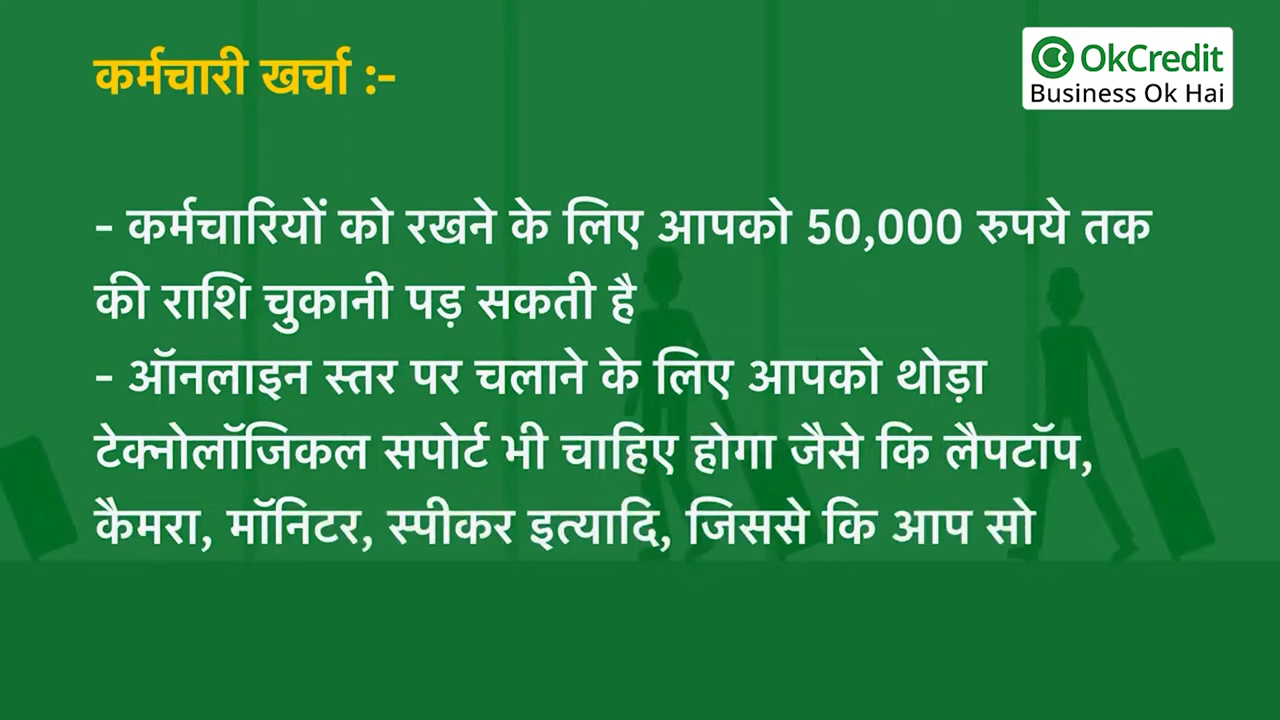 कर्मचारी खर्चा :-
OkCredit
Business Ok Hai
- कर्मचारियों को रखने के लिए आपको 50,000 रुपये तक
की राशि चुकानी पड़ सकती है
- ऑनलाइन स्तर पर चलाने के लिए आपको थोड़ा
टेक्नोलॉजिकल सपोर्ट भी चाहिए होगा जैसे कि लैपटॉप,
कैमरा, मॉनिटर, स्पीकर इत्यादि, जिससे कि आप सो